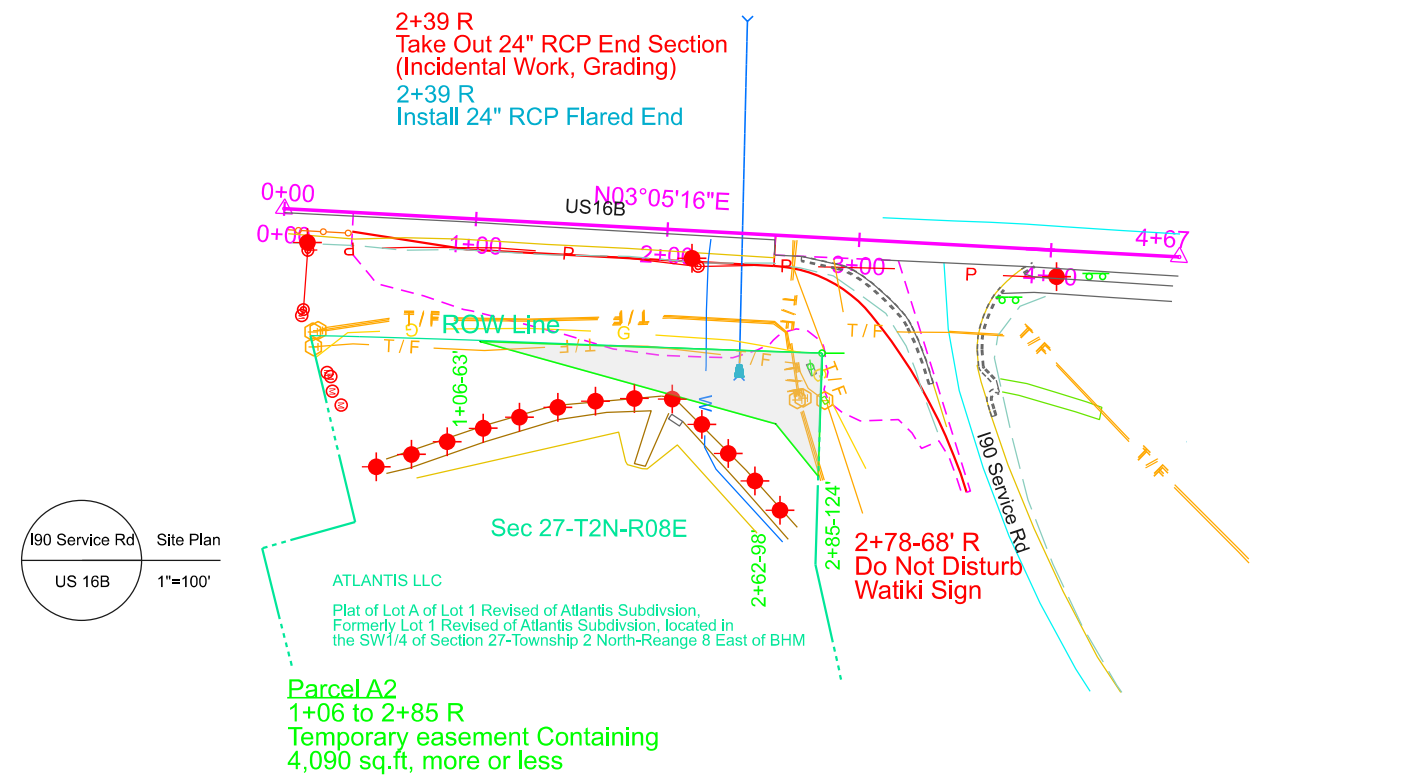 2+39 R
Take Out 24" RCP End Section
(Incidental Work, Grading)
2+39 R
Install 24" RCP Flared End
0+00
N03°05'16"E
US16B
4+67
1+00
2+00
3+00
P
P
P
P
T/F
T/F
T/F
T/F
T/F
T/F
T/F
T/F
T/F
T/F
G
G
G
ROW Line
1+06-63'
W
M
M
M
I90 Service Rd
Sec 27-T2N-R08E
2+62-98'
2+85-124'
2+78-68' R
Do Not Disturb
Watiki Sign
I90 Service Rd
Site Plan
US 16B
1"=100'
ATLANTIS LLC
Plat of Lot A of Lot 1 Revised of Atlantis Subdivsion,
Formerly Lot 1 Revised of Atlantis Subdivsion, located in
the SW1/4 of Section 27-Township 2 North-Reange 8 East of BHM
Parcel A2
1+06 to 2+85 R
Temporary easement Containing
4,090 sq.ft, more or less